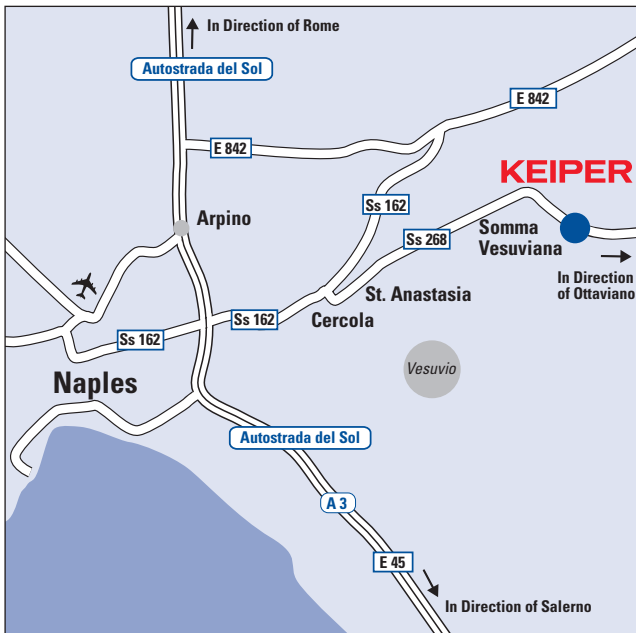 In Direction of Rome
Autostrada del Sol
E 842
E 842
KEIPER
Ss 162
Arpino
Somma
Vesuviana
Ss 268
In Direction
of Ottaviano
St. Anastasia
Ss 162
Cercola
Ss 162
Vesuvio
Naples
Autostrada del Sol
A 3
E 45
In Direction of Salerno